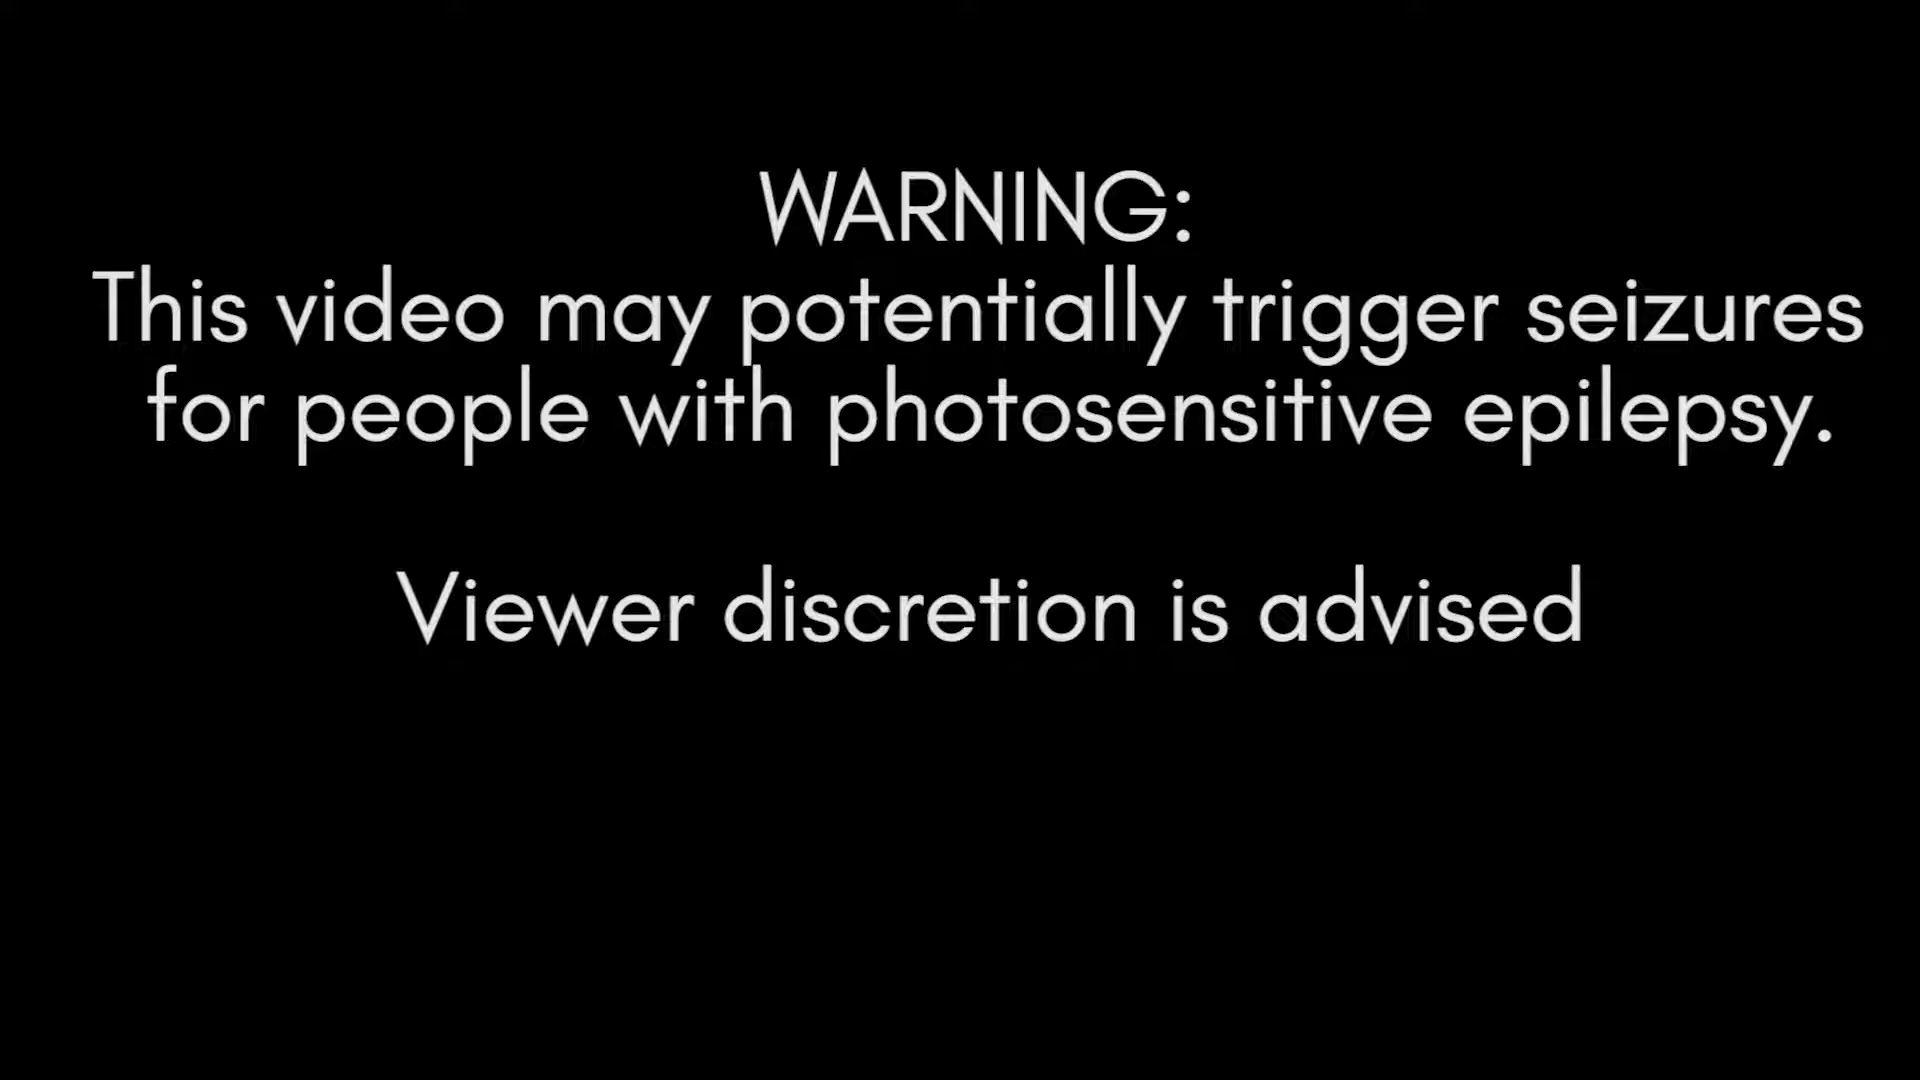 WARNING:
This video may potentially trigger seizures
for people with photosensitive epilepsy.
Viewer discretion is advised